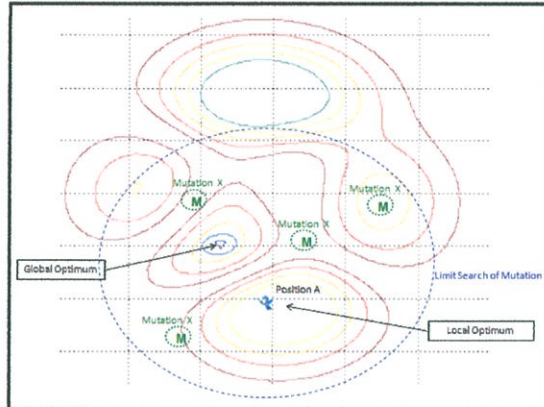 Mutation X
M
Mutation X
M
Mutation X
M
Global Optimum
Limit Search of Mutation
Position A
Mutation X
M
Local Optimum